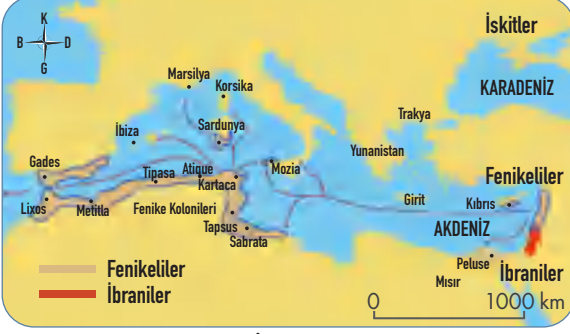 K
B D
G
İskitler
Marsilya
Korsika
KARADENİZ
Trakya
İbiza
Sardunya
Yunanistan
Gades
Tipasa
Atique
Mozia
Fenikeliler
Kartaca
Lixos
Metitla
Fenike Kolonileri
Girit
Kıbrıs
Tapsus
AKDENİZ
Sabrata
Peluse
İbraniler
Mısır
Fenikeliler
İbraniler
0 1000 km